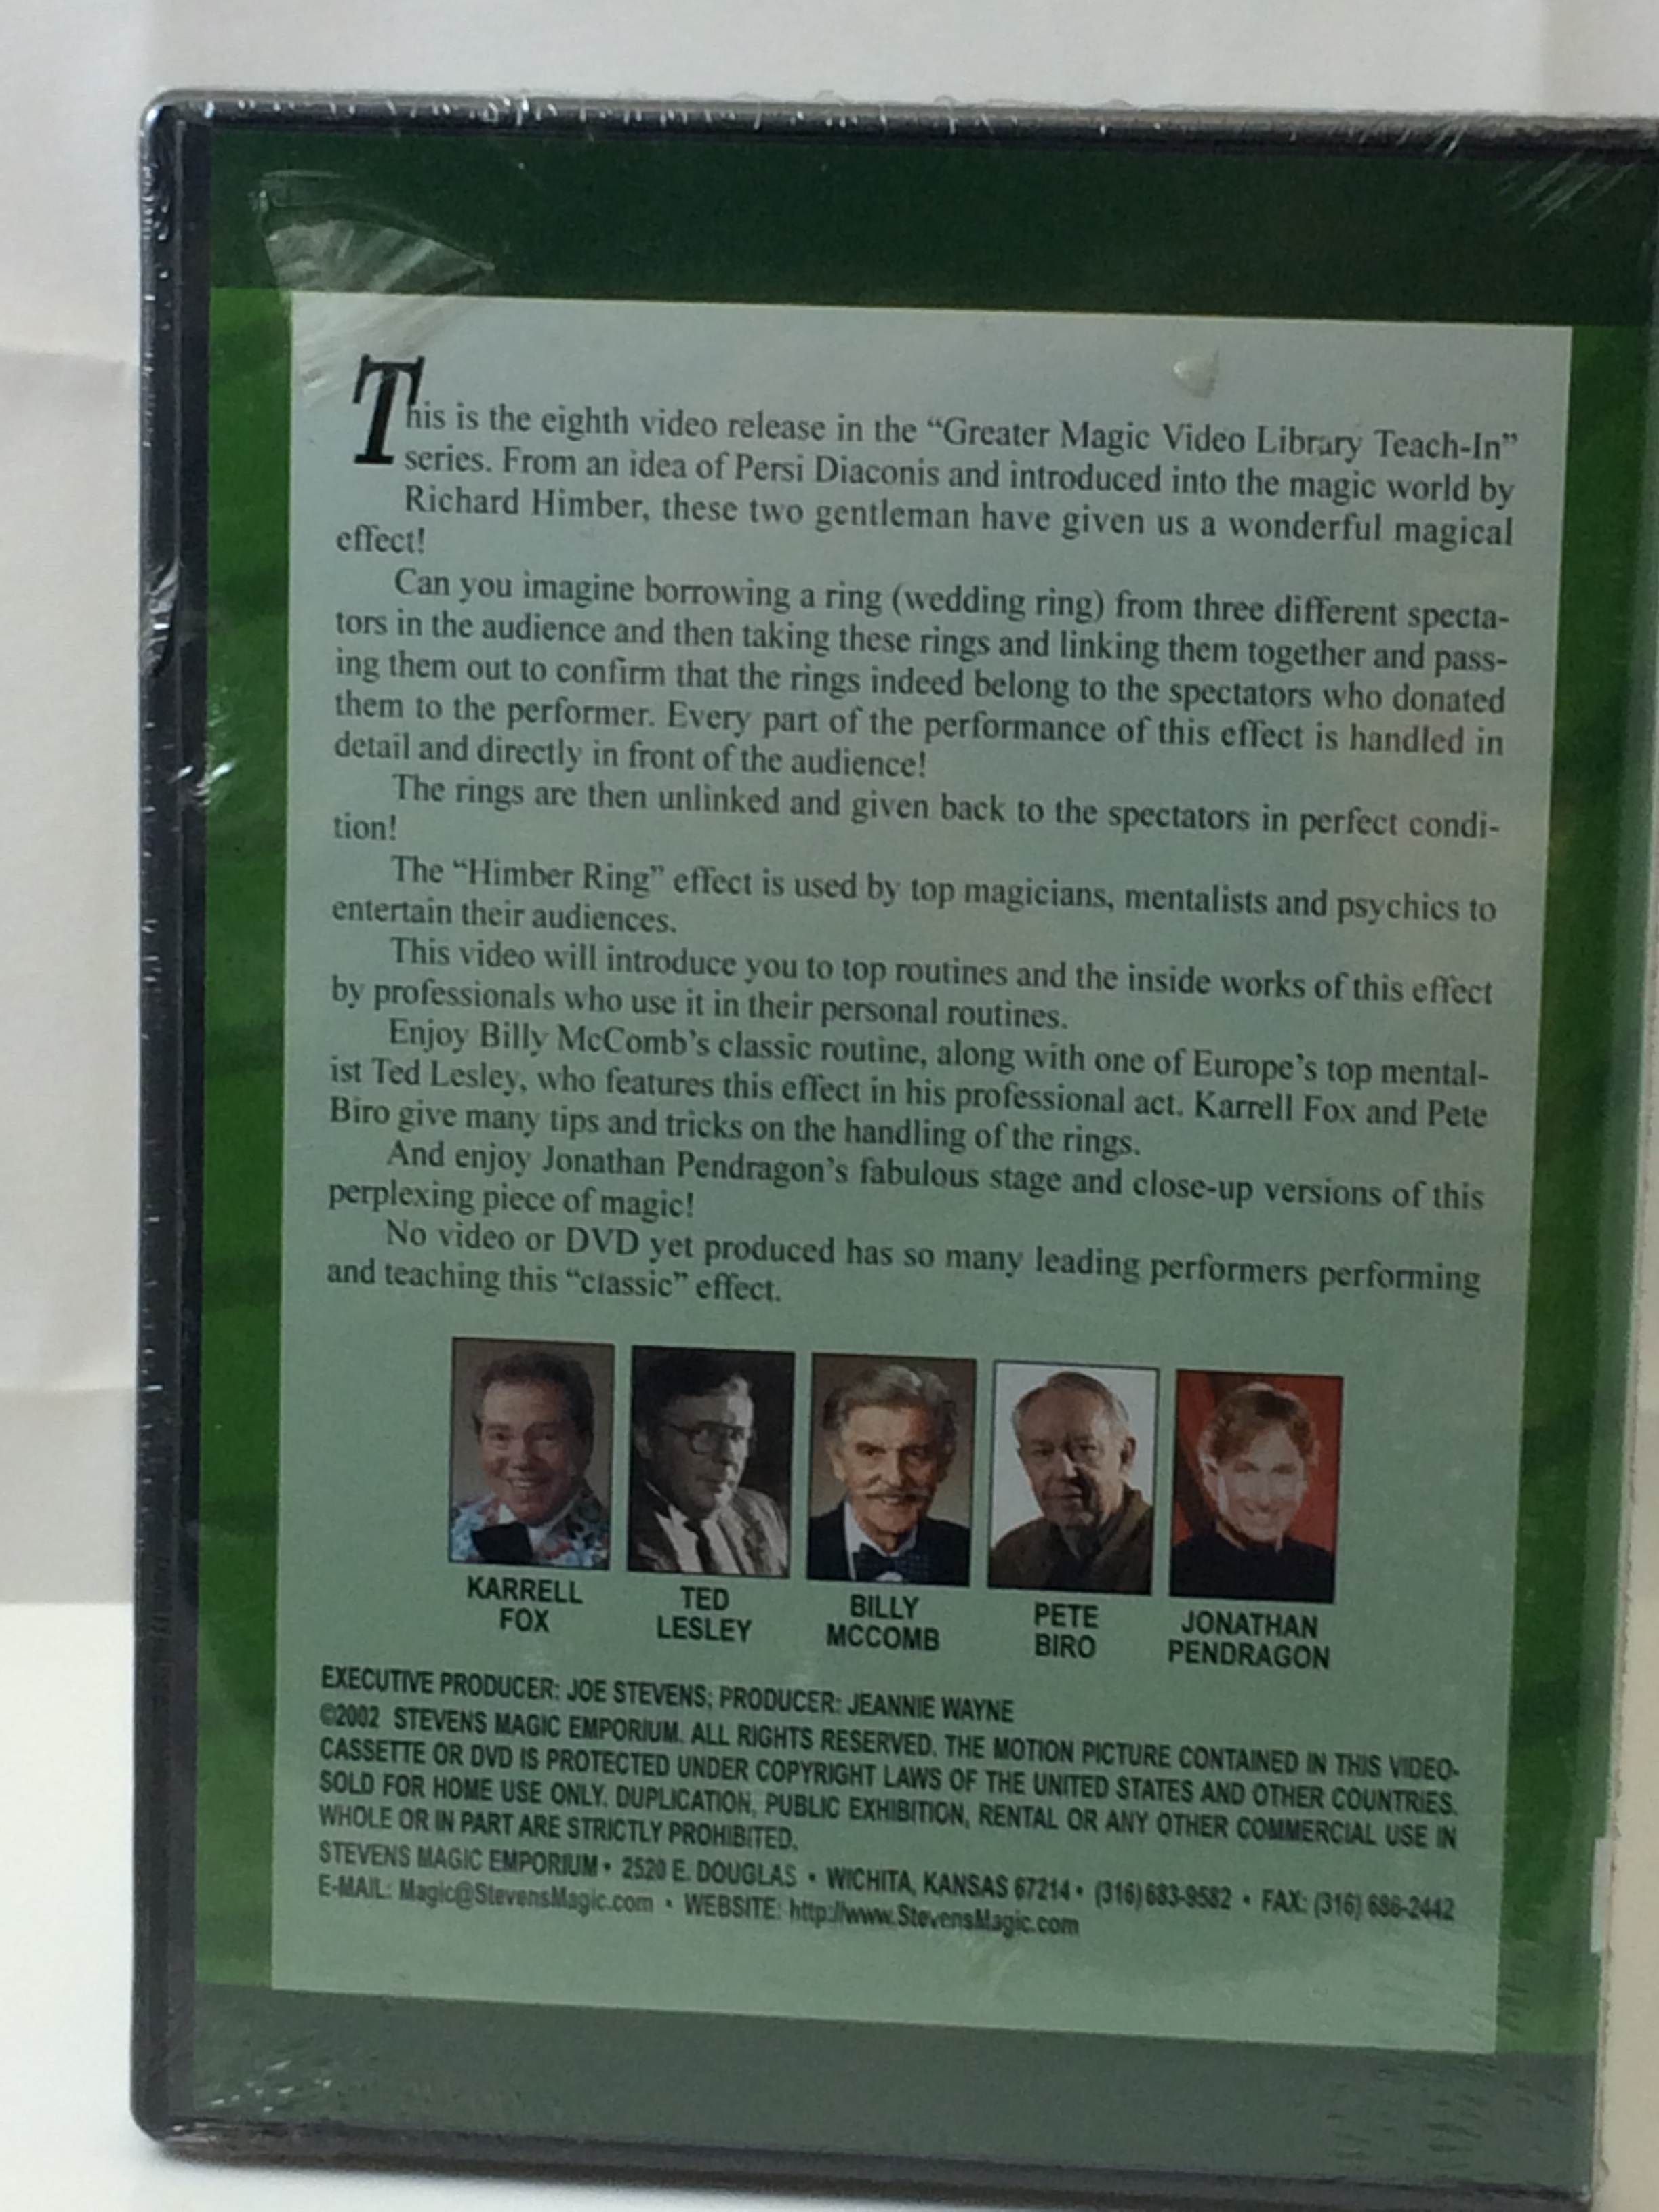 This is the eighth video release in the “Greater Magic Video Library Teach-In”
series. From an idea of Persi Diaconis and introduced into the magic world by
Richard Himber, these two gentleman have given us a wonderful magical
effect!
Can you imagine borrowing a ring (wedding ring) from three different specta-
tors in the audience and then taking these rings and linking them together and pass-
ing them out to confirm that the rings indeed belong to the spectators who donated
them to the performer. Every part of the performance of this effect is handled in
detail and directly in front of the audience!
The rings are then unlinked and given back to the spectators in perfect condi-
tion!
The “Himber Ring” effect is used by top magicians, mentalists and psychics to
entertain their audiences.
This video will introduce you to top routines and the inside works of this effect
by professionals who use it in their personal routines.
Enjoy Billy McComb’s classic routine, along with one of Europe’s top mental-
ist Ted Lesley, who features this effect in his professional act. Karrell Fox and Pete
Biro give many tips and tricks on the handling of the rings.
And enjoy Jonathan Pendragon’s fabulous stage and close-up versions of this
perplexing piece of magic!
No video or DVD yet produced has so many leading performers performing
and teaching this “classic” effect.
KARRELL
FOX
TED
LESLEY
BILLY
MCCOMB
PETE
BIRO
JONATHAN
PENDRAGON
EXECUTIVE PRODUCER: JOE STEVENS; PRODUCER: JEANNIE WAYNE
©2002 STEVENS MAGIC EMPORIUM. ALL RIGHTS RESERVED. THE MOTION PICTURE CONTAINED IN THIS VIDEO-
CASSETTE OR DVD IS PROTECTED UNDER COPYRIGHT LAWS OF THE UNITED STATES AND OTHER COUNTRIES.
SOLD FOR HOME USE ONLY. DUPLICATION, PUBLIC EXHIBITION, RENTAL OR ANY OTHER COMMERCIAL USE IN
WHOLE OR IN PART ARE STRICTLY PROHIBITED.
STEVENS MAGIC EMPORIUM • 2520 E. DOUGLAS • WICHITA, KANSAS 67214 • (316) 683-9582 • FAX: (316) 686-2442
E-MAIL: Magic@StevensMagic.com • WEBSITE: http://www.StevensMagic.com